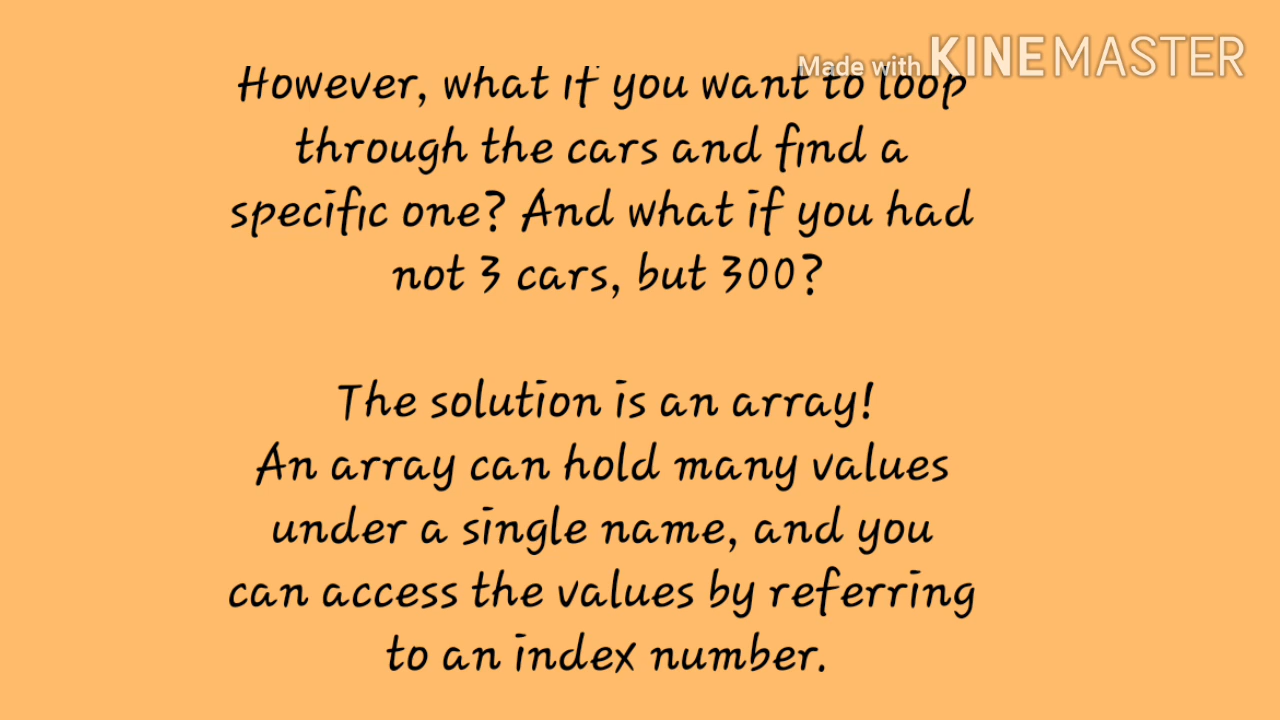 Made with KINEMASTER
However, what if you want to loop
through the cars and find a
specific one? And what if you had
not 3 cars, but 300?
The solution is an array!
An array can hold many values
under a single name, and you
can access the values by referring
to an index number.